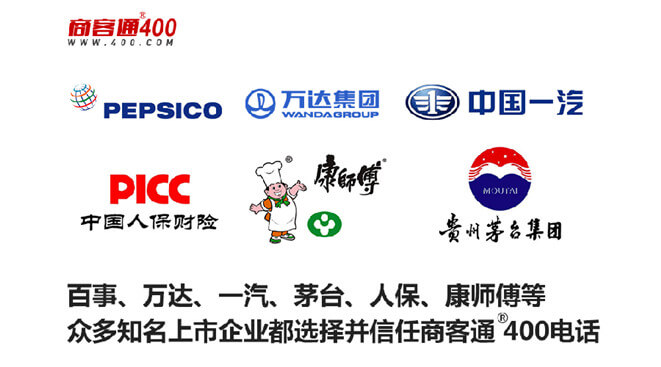 商客通®400
WWW.400.COM
PEPSICO
万达集团
WANDA GROUP
中国一汽
PICC
中国人保财险
康師傅®
®
MOUTAI
贵州茅台集团
百事、万达、一汽、茅台、人保、康师傅等
众多知名上市企业都选择并信任商客通®400电话